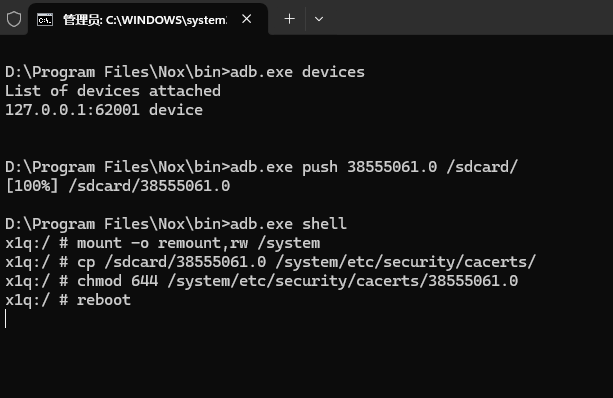 管理员: C:\WINDOWS\system
D:\Program Files\Nox\bin>adb.exe devices
List of devices attached
127.0.0.1:62001 device
D:\Program Files\Nox\bin>adb.exe push 38555061.0 /sdcard/
[100%] /sdcard/38555061.0
D:\Program Files\Nox\bin>adb.exe shell
x1q:/ # mount -o remount,rw /system
x1q:/ # cp /sdcard/38555061.0 /system/etc/security/cacerts/
x1q:/ # chmod 644 /system/etc/security/cacerts/38555061.0
x1q:/ # reboot